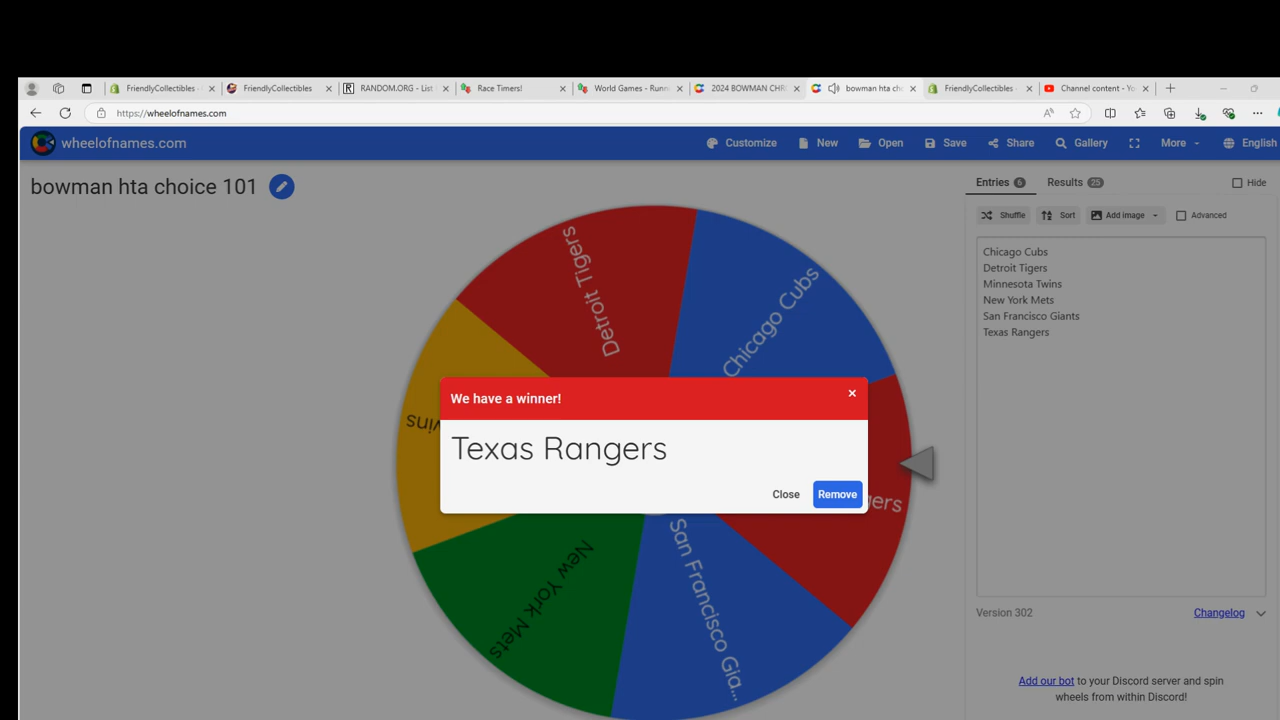 FriendlyCollectibles
FriendlyCollectibles
RANDOM.ORG - List
Race Timers!
World Games - Runn
2024 BOWMAN CHR
bowman hta ch
FriendlyCollectibles
Channel content - Yo
https://wheelofnames.com
wheelofnames.com
Customize
New
Open
Save
Share
Gallery
More
English
bowman hta choice 101
Entries 6
Results 25
Hide
Shuffle
Sort
Add image
Advanced
Chicago Cubs
Detroit Tigers
Minnesota Twins
New York Mets
San Francisco Giants
Texas Rangers
Detroit Tigers
Chicago Cubs
New York Mets
San Francisco Gia...
We have a winner!
Texas Rangers
Close
Remove
Version 302
Changelog
Add our bot to your Discord server and spin
wheels from within Discord!